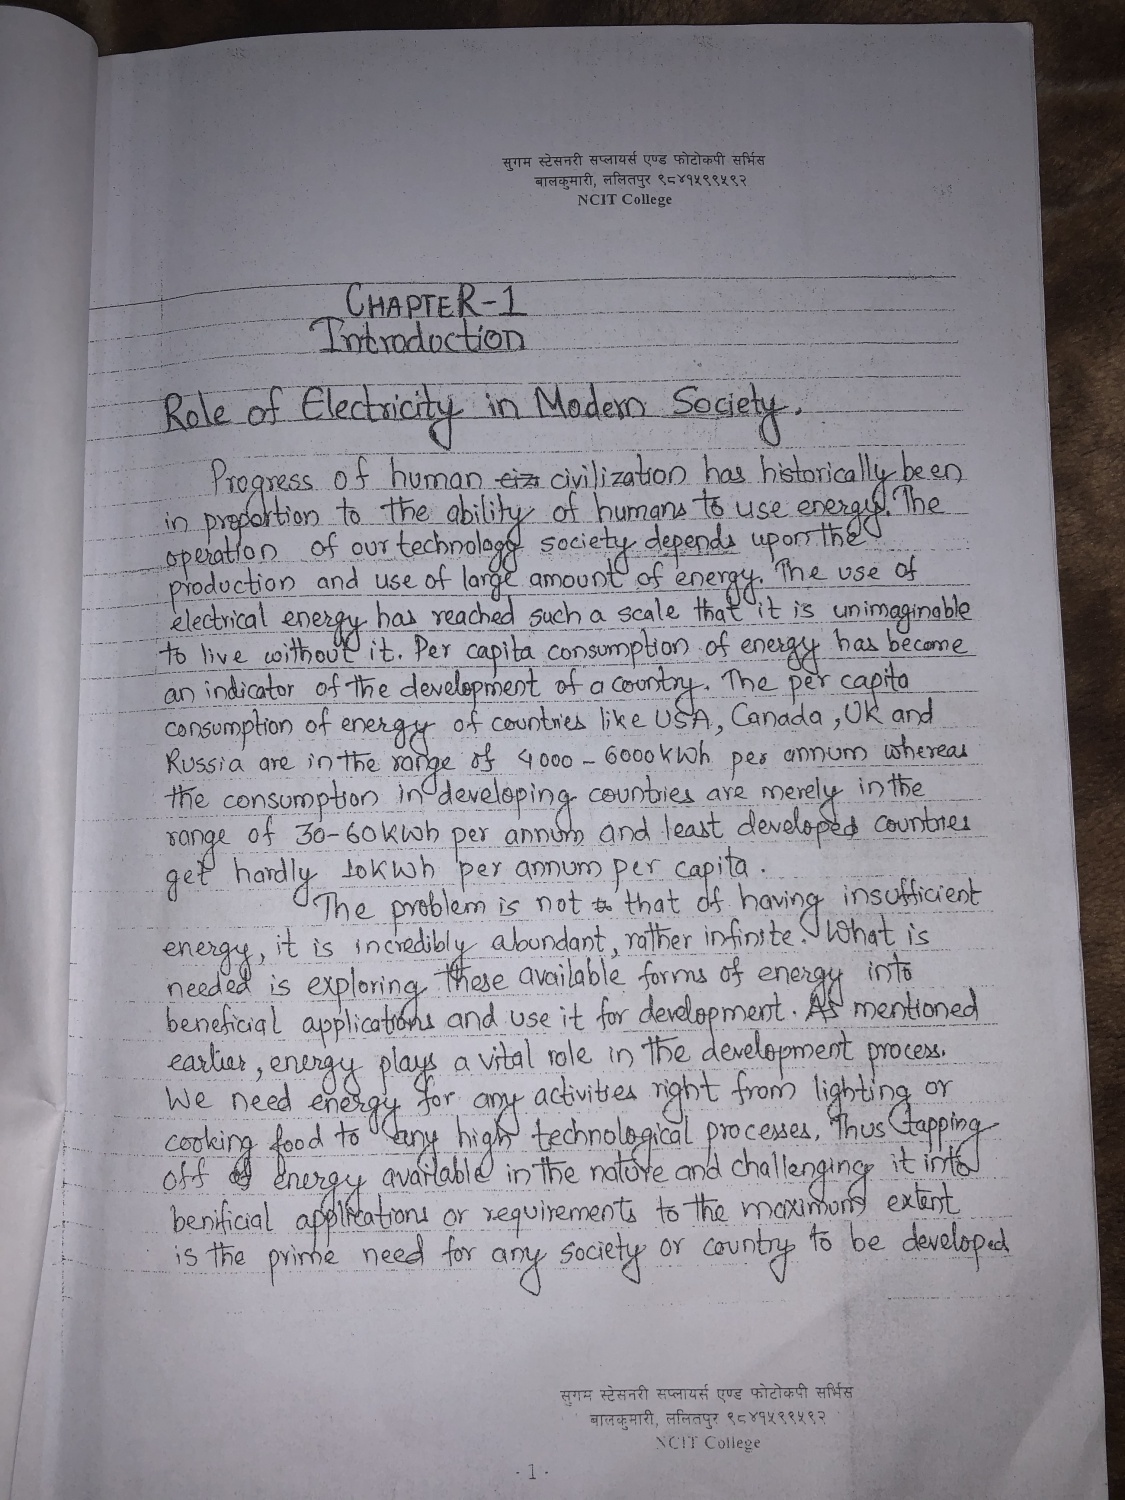 सुगम स्टेसनरी सप्लायर्स एण्ड फोटोकपी सर्भिस
बालकुमारी, ललितपुर ९८४१५९९५९२
NCIT College
CHAPTER-1
Introduction
Role of Electricity in Modern Society.
Progress of human ciz civilization has historically been
in proportion to the ability of humans to use energy. The
operation of our technology society depends upon the
production and use of large amount of energy. The use of
electrical energy has reached such a scale that it is unimaginable
to live without it. Per capita consumption of energy has become
an indicator of the development of a country. The per capita
consumption of energy of countries like USA, Canada, UK and
Russia are in the range of 4000 - 6000kWh per annum whereas
the consumption in developing countries are merely in the
range of 30-60kWh per annum and least developed countries
get hardly 10kWh per annum per capita.
The problem is not that of having insufficient
energy, it is incredibly abundant, rather infinite. What is
needed is exploring these available forms of energy into
beneficial applications and use it for development. As mentioned
earlier, energy plays a vital role in the development process.
We need energy for any activities right from lighting or
cooking food to any high technological processes. Thus tapping
off energy available in the nature and challenging it into
benificial applications or requirements to the maximum extent
is the prime need for any society or country to be developed
सुगम स्टेसनरी सप्लायर्स एण्ड फोटोकपी सर्भिस
बालकुमारी, ललितपुर ९८४१५९९५९२
NCIT College
- 1 -